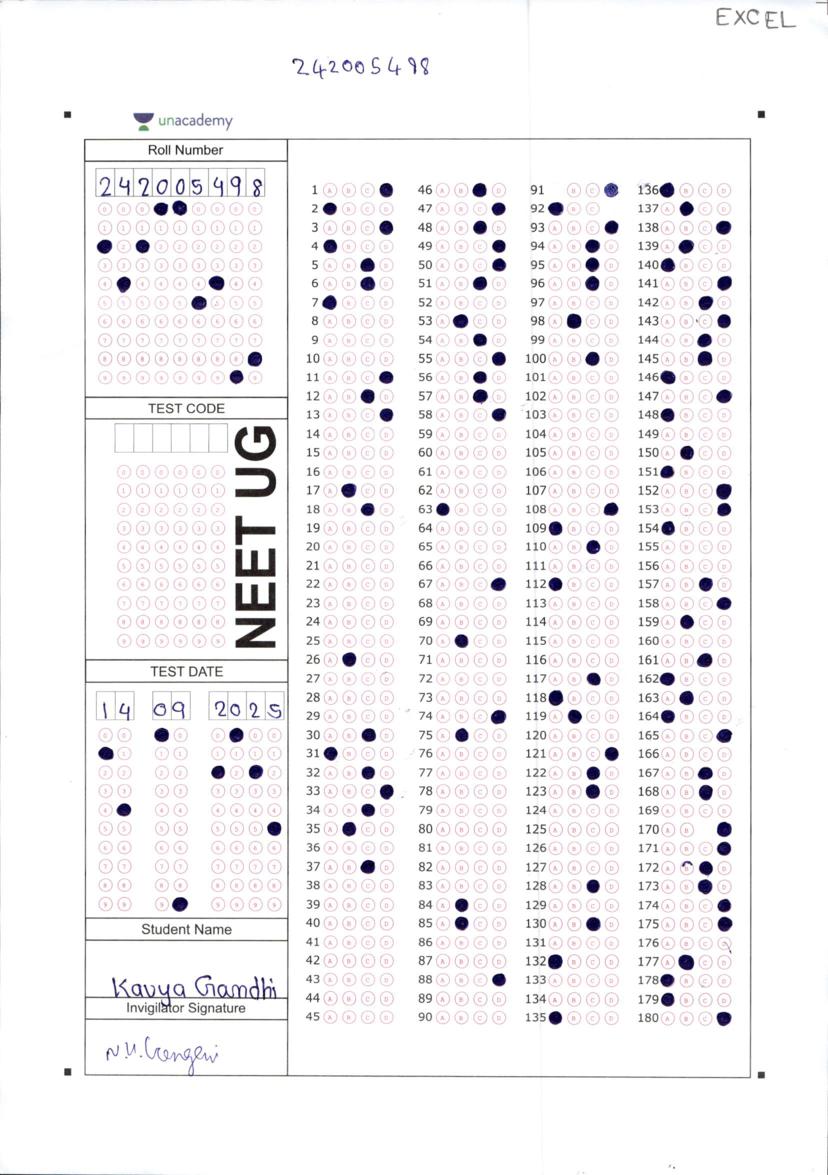 EXCEL
242005498
unacademy
Roll Number
242005498
TEST CODE
NEET UG
TEST DATE
14 09 2025
Student Name
Kavya Gandhi
Invigilator Signature
1 A B C 46 A B D 91 B C 136 B C D
2 B C D 47 A B C 92 B C D 137 A C D
3 A B C 48 A B D 93 A B C 138 A B C
4 B C D 49 A B C 94 A B D 139 A C D
5 A B D 50 A B C 95 A B D 140 B C D
6 A B D 51 A B D 96 A B D 141 A B C
7 B C D 52 A B C D 97 A B C D 142 A B D
8 A B C D 53 A C D 98 A C D 143 A B C
9 A B C D 54 A B D 99 A B C D 144 A B D
10 A B C D 55 A B C 100 A B D 145 A B D
11 A B C 56 A B D 101 A B C D 146 B C D
12 A B D 57 A B D 102 A B C D 147 A B C
13 A B C 58 A B C 103 A B C D 148 B C D
14 A B C D 59 A B C D 104 A B C D 149 A B C D
15 A B C D 60 A B C D 105 A B C D 150 A C D
16 A B C D 61 A B C D 106 A B C D 151 B C D
17 A C D 62 A B C D 107 A B C D 152 A B C
18 A B D 63 B C D 108 A B C 153 A B C
19 A B C D 64 A B C D 109 B C D 154 B C D
20 A B C D 65 A B C D 110 A B D 155 A B C D
21 A B C D 66 A B C D 111 A B C D 156 A B C D
22 A B C D 67 A B C 112 B C D 157 A B D
23 A B C D 68 A B C D 113 A B C D 158 A B C
24 A B C D 69 A B C D 114 A B C D 159 A C D
25 A B C D 70 A C D 115 A B C D 160 A B C D
26 A C D 71 A B C D 116 A B C D 161 A B D
27 A B C D 72 A B C D 117 A B D 162 B C D
28 A B C D 73 A B C D 118 B C D 163 A C D
29 A B C D 74 A B C 119 A C D 164 B C D
30 A B D 75 A C D 120 A B C D 165 A B C
31 B C D 76 A B C D 121 A B C 166 A B C D
32 A B D 77 A B C D 122 A B D 167 A B D
33 A B C 78 A B C D 123 A B D 168 A B D
34 A B D 79 A B C D 124 A B C D 169 A B C D
35 A C D 80 A B C D 125 A B C D 170 A B
36 A B C D 81 A B C D 126 A B C D 171 A B C
37 A B D 82 A B C D 127 A B C D 172 A D
38 A B C D 83 A B C D 128 A B D 173 A B D
39 A B C D 84 A C D 129 A B C D 174 A B C
40 A B C D 85 A C D 130 A B D 175 A B C
41 A B C D 86 A B C D 131 A B C D 176 A B C
42 A B C D 87 A B C D 132 B C D 177 A C D
43 A B C D 88 A B C 133 A B C D 178 B C D
44 A B C D 89 A B C D 134 A B C D 179 B C D
45 A B C D 90 A B C D 135 B C D 180 A B C